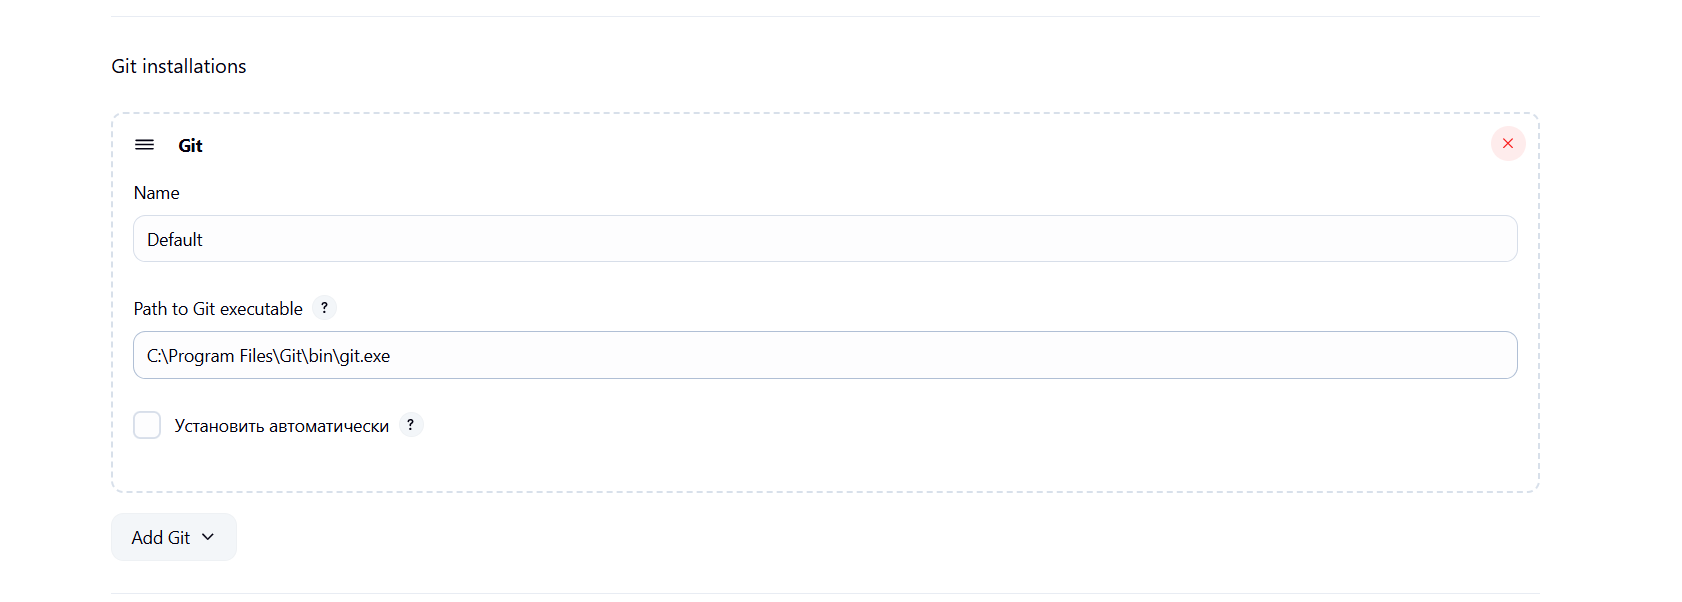 Git installations
Git
Name
Default
Path to Git executable ?
C:\Program Files\Git\bin\git.exe
Установить автоматически ?
Add Git